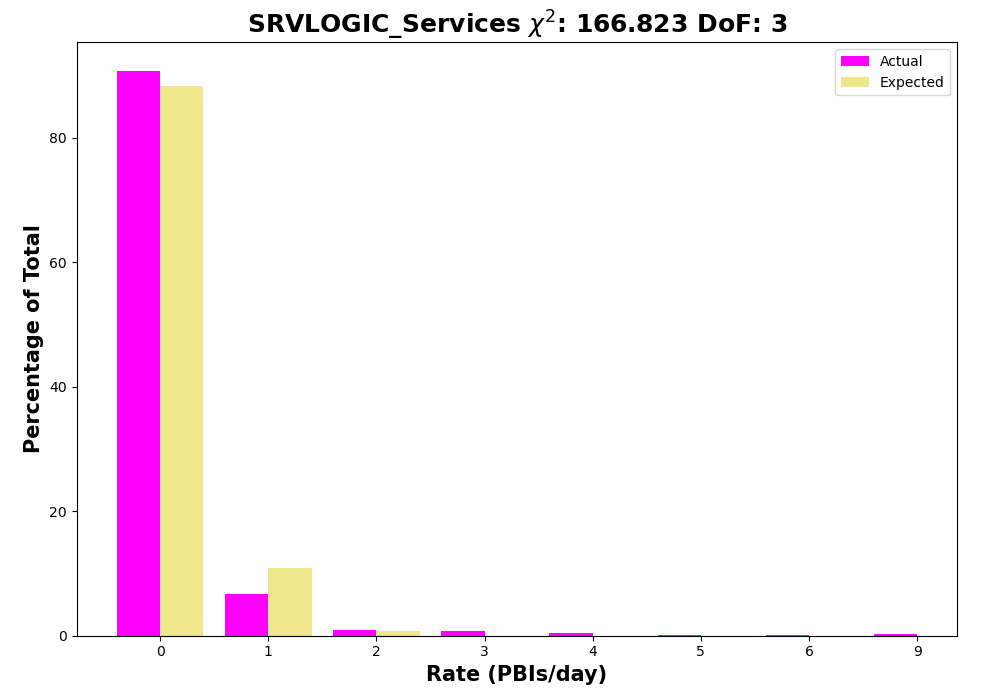 SRVLOGIC_Services χ²: 166.823 DoF: 3
Actual
Expected
Percentage of Total
80
60
40
20
0
0 1 2 3 4 5 6 9
Rate (PBIs/day)